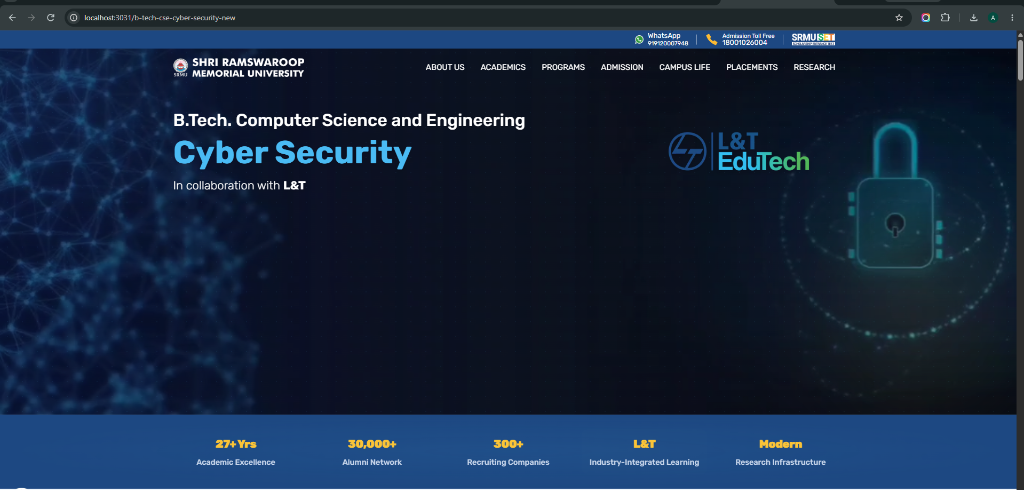 localhost:3031/b-tech-cse-cyber-security-new
WhatsApp
919120007948
Admission Toll Free
18001026004
SRMUSET
SRMU
SHRI RAMSWAROOP
MEMORIAL UNIVERSITY
ABOUT US
ACADEMICS
PROGRAMS
ADMISSION
CAMPUS LIFE
PLACEMENTS
RESEARCH
B.Tech. Computer Science and Engineering
Cyber Security
In collaboration with L&T
L&T
EduTech
27+ Yrs
Academic Excellence
30,000+
Alumni Network
300+
Recruiting Companies
L&T
Industry-Integrated Learning
Modern
Research Infrastructure